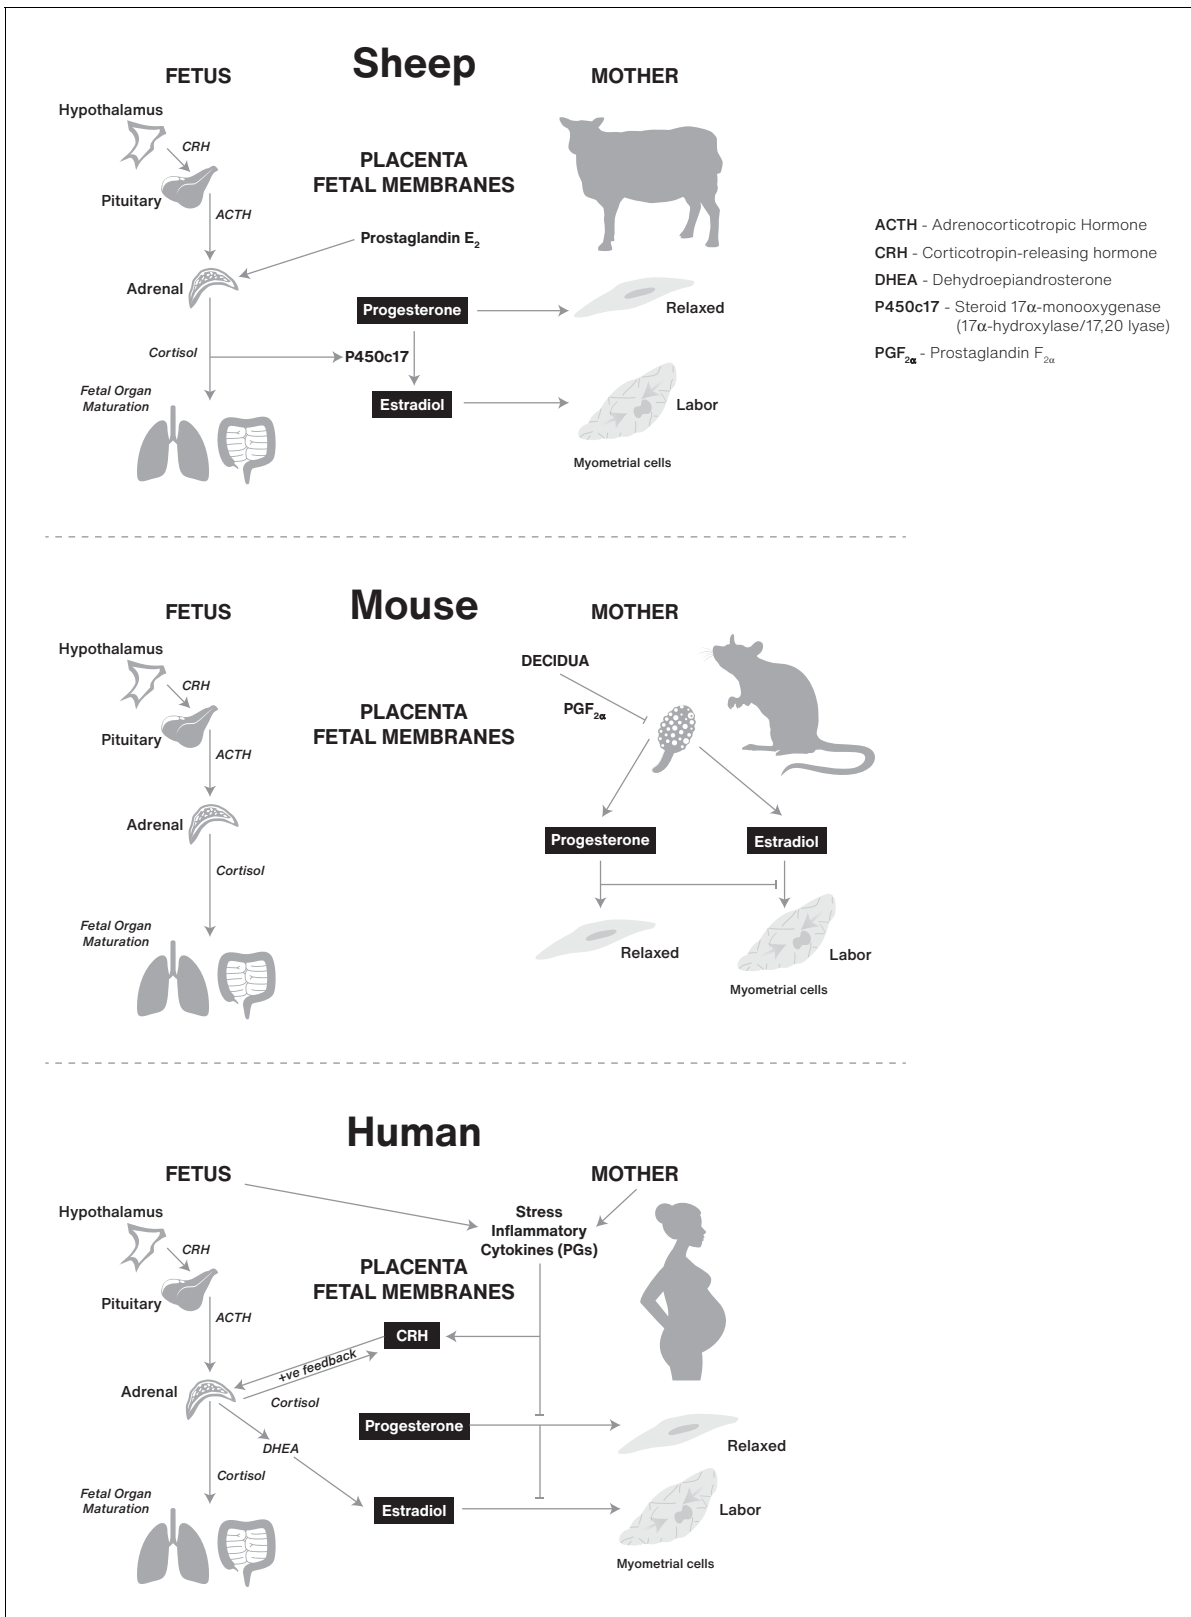 Sheep
FETUS
MOTHER
Hypothalamus
CRH
PLACENTA
FETAL MEMBRANES
Pituitary
ACTH
Prostaglandin E₂
Adrenal
Progesterone
Relaxed
Cortisol
P450c17
Fetal Organ
Maturation
Estradiol
Labor
Myometrial cells
ACTH - Adrenocorticotropic Hormone
CRH - Corticotropin-releasing hormone
DHEA - Dehydroepiandrosterone
P450c17 - Steroid 17α-monooxygenase
(17α-hydroxylase/17,20 lyase)
PGF₂α - Prostaglandin F₂α
Mouse
FETUS
MOTHER
Hypothalamus
DECIDUA
CRH
PLACENTA
FETAL MEMBRANES
PGF₂α
Pituitary
ACTH
Adrenal
Progesterone
Estradiol
Cortisol
Fetal Organ
Maturation
Relaxed
Labor
Myometrial cells
Human
FETUS
MOTHER
Hypothalamus
Stress
Inflammatory
Cytokines (PGs)
CRH
PLACENTA
FETAL MEMBRANES
Pituitary
ACTH
CRH
+ve feedback
Adrenal
Cortisol
Progesterone
Relaxed
DHEA
Cortisol
Fetal Organ
Maturation
Estradiol
Labor
Myometrial cells